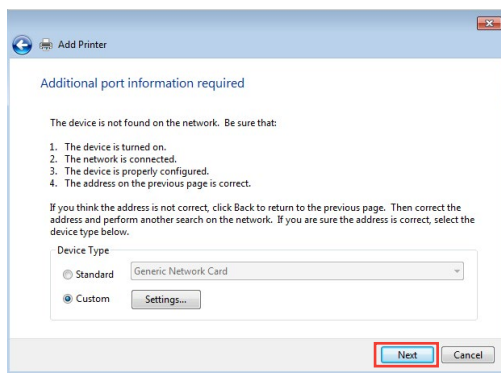 Add Printer
Additional port information required
The device is not found on the network. Be sure that:
1. The device is turned on.
2. The network is connected.
3. The device is properly configured.
4. The address on the previous page is correct.
If you think the address is not correct, click Back to return to the previous page. Then correct the
address and perform another search on the network. If you are sure the address is correct, select the
device type below.
Device Type
Standard
Generic Network Card
Custom
Settings...
Next
Cancel